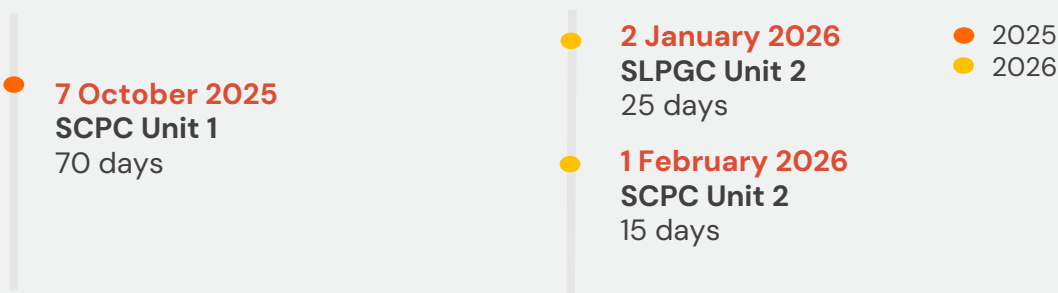 7 October 2025
SCPC Unit 1
70 days
2 January 2026
SLPGC Unit 2
25 days
1 February 2026
SCPC Unit 2
15 days
2025
2026